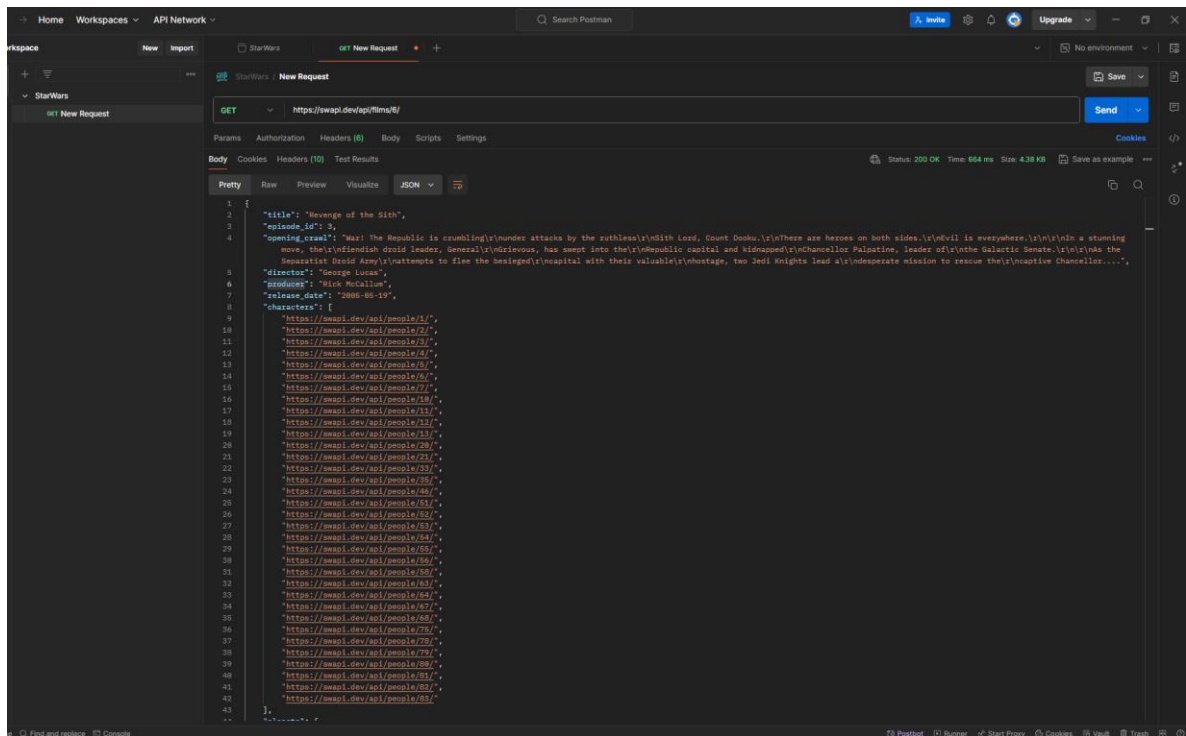 Home Workspaces API Network Search Postman Invite Upgrade
rkspace New Import StarWars GET New Request No environment
StarWars / New Request Save
StarWars
GET New Request
GET https://swapi.dev/api/films/6/ Send
Params Authorization Headers (6) Body Scripts Settings Cookies
Body Cookies Headers (10) Test Results Status: 200 OK Time: 664 ms Size: 4.38 KB Save as example
Pretty Raw Preview Visualize JSON
1 {
2 "title": "Revenge of the Sith",
3 "episode_id": 3,
4 "opening_crawl": "War! The Republic is crumbling\r\nunder attacks by the ruthless\r\nSith Lord, Count Dooku.\r\nThere are heroes on both sides.\r\nEvil is everywhere.\r\n\r\nIn a stunning
move, the\r\nfiendish droid leader, General\r\nGrievous, has swept into the\r\nRepublic capital and kidnapped\r\nChancellor Palpatine, leader of\r\nthe Galactic Senate.\r\n\r\nAs the
Separatist Droid Army\r\nattempts to flee the besieged\r\ncapital with their valuable\r\nhostage, two Jedi Knights lead a\r\ndesperate mission to rescue the\r\ncaptive Chancellor....",
5 "director": "George Lucas",
6 "producer": "Rick McCallum",
7 "release_date": "2005-05-19",
8 "characters": [
9 "https://swapi.dev/api/people/1/",
10 "https://swapi.dev/api/people/2/",
11 "https://swapi.dev/api/people/3/",
12 "https://swapi.dev/api/people/4/",
13 "https://swapi.dev/api/people/5/",
14 "https://swapi.dev/api/people/6/",
15 "https://swapi.dev/api/people/7/",
16 "https://swapi.dev/api/people/10/",
17 "https://swapi.dev/api/people/11/",
18 "https://swapi.dev/api/people/12/",
19 "https://swapi.dev/api/people/13/",
20 "https://swapi.dev/api/people/20/",
21 "https://swapi.dev/api/people/21/",
22 "https://swapi.dev/api/people/33/",
23 "https://swapi.dev/api/people/35/",
24 "https://swapi.dev/api/people/46/",
25 "https://swapi.dev/api/people/51/",
26 "https://swapi.dev/api/people/52/",
27 "https://swapi.dev/api/people/53/",
28 "https://swapi.dev/api/people/54/",
29 "https://swapi.dev/api/people/55/",
30 "https://swapi.dev/api/people/56/",
31 "https://swapi.dev/api/people/58/",
32 "https://swapi.dev/api/people/63/",
33 "https://swapi.dev/api/people/64/",
34 "https://swapi.dev/api/people/67/",
35 "https://swapi.dev/api/people/68/",
36 "https://swapi.dev/api/people/75/",
37 "https://swapi.dev/api/people/78/",
38 "https://swapi.dev/api/people/79/",
39 "https://swapi.dev/api/people/80/",
40 "https://swapi.dev/api/people/81/",
41 "https://swapi.dev/api/people/82/",
42 "https://swapi.dev/api/people/83/"
43 ],
Find and replace Console Postbot Runner Start Proxy Cookies Vault Trash